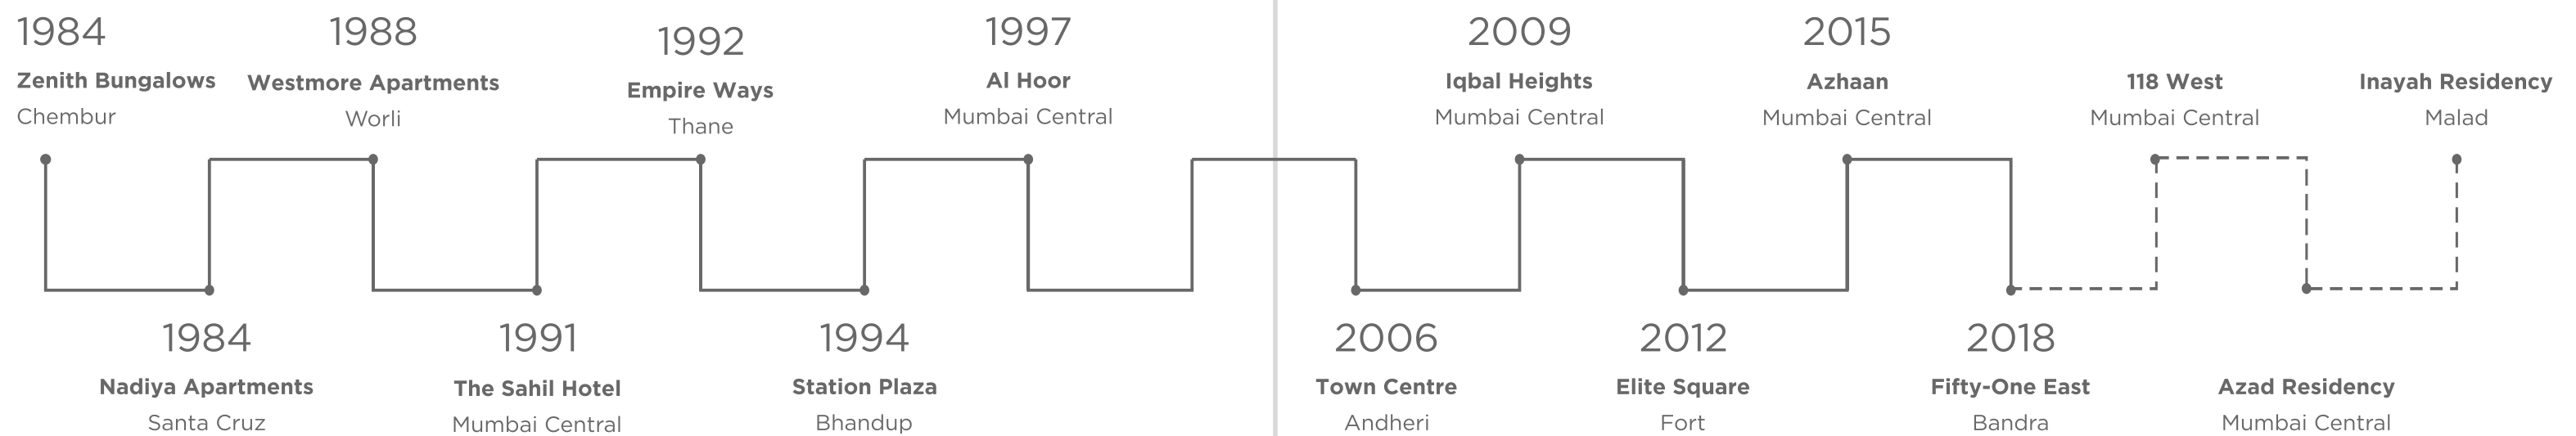 1984
Zenith Bungalows
Chembur
1984
Nadiya Apartments
Santa Cruz
1988
Westmore Apartments
Worli
1991
The Sahil Hotel
Mumbai Central
1992
Empire Ways
Thane
1994
Station Plaza
Bhandup
1997
Al Hoor
Mumbai Central
2006
Town Centre
Andheri
2009
Iqbal Heights
Mumbai Central
2012
Elite Square
Fort
2015
Azhaan
Mumbai Central
2018
Fifty-One East
Bandra
118 West
Mumbai Central
Azad Residency
Mumbai Central
Inayah Residency
Malad